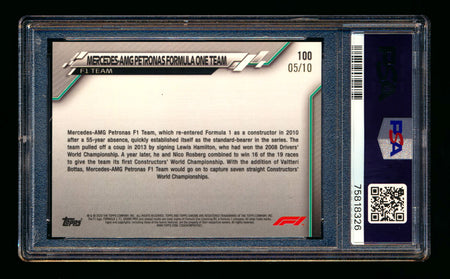 MERCEDES-AMG PETRONAS FORMULA ONE TEAM
F1 TEAM
100
05/10
Mercedes-AMG Petronas F1 Team, which re-entered Formula 1 as a constructor in 2010
after a 55-year absence, quickly established itself as the standard-bearer in the series. The
team pulled off a coup in 2013 by signing Lewis Hamilton, who had won the 2008 Drivers'
World Championship. A year later, he and Nico Rosberg combined to win 16 of the 19 races
to give the team its first Constructors' World Championship. With the addition of Valtteri
Bottas, Mercedes-AMG Petronas F1 Team would go on to capture seven straight Constructors'
World Championships.
Topps
F1
PSA
75818326